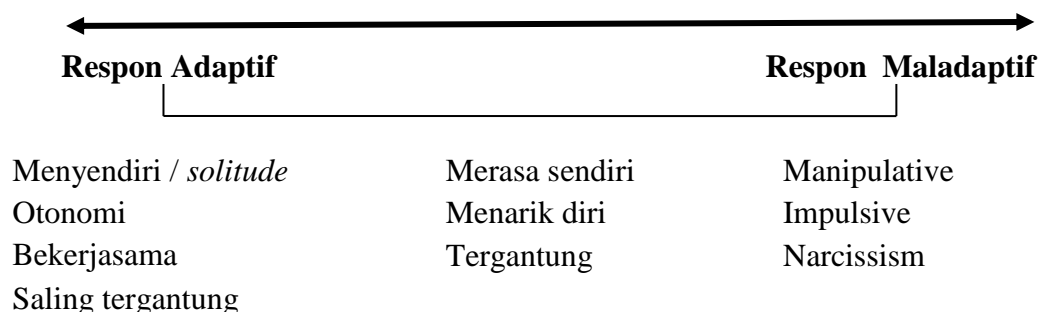 Respon Adaptif Respon Maladaptif
Menyendiri / solitude Merasa sendiri Manipulative
Otonomi Menarik diri Impulsive
Bekerjasama Tergantung Narcissism
Saling tergantung